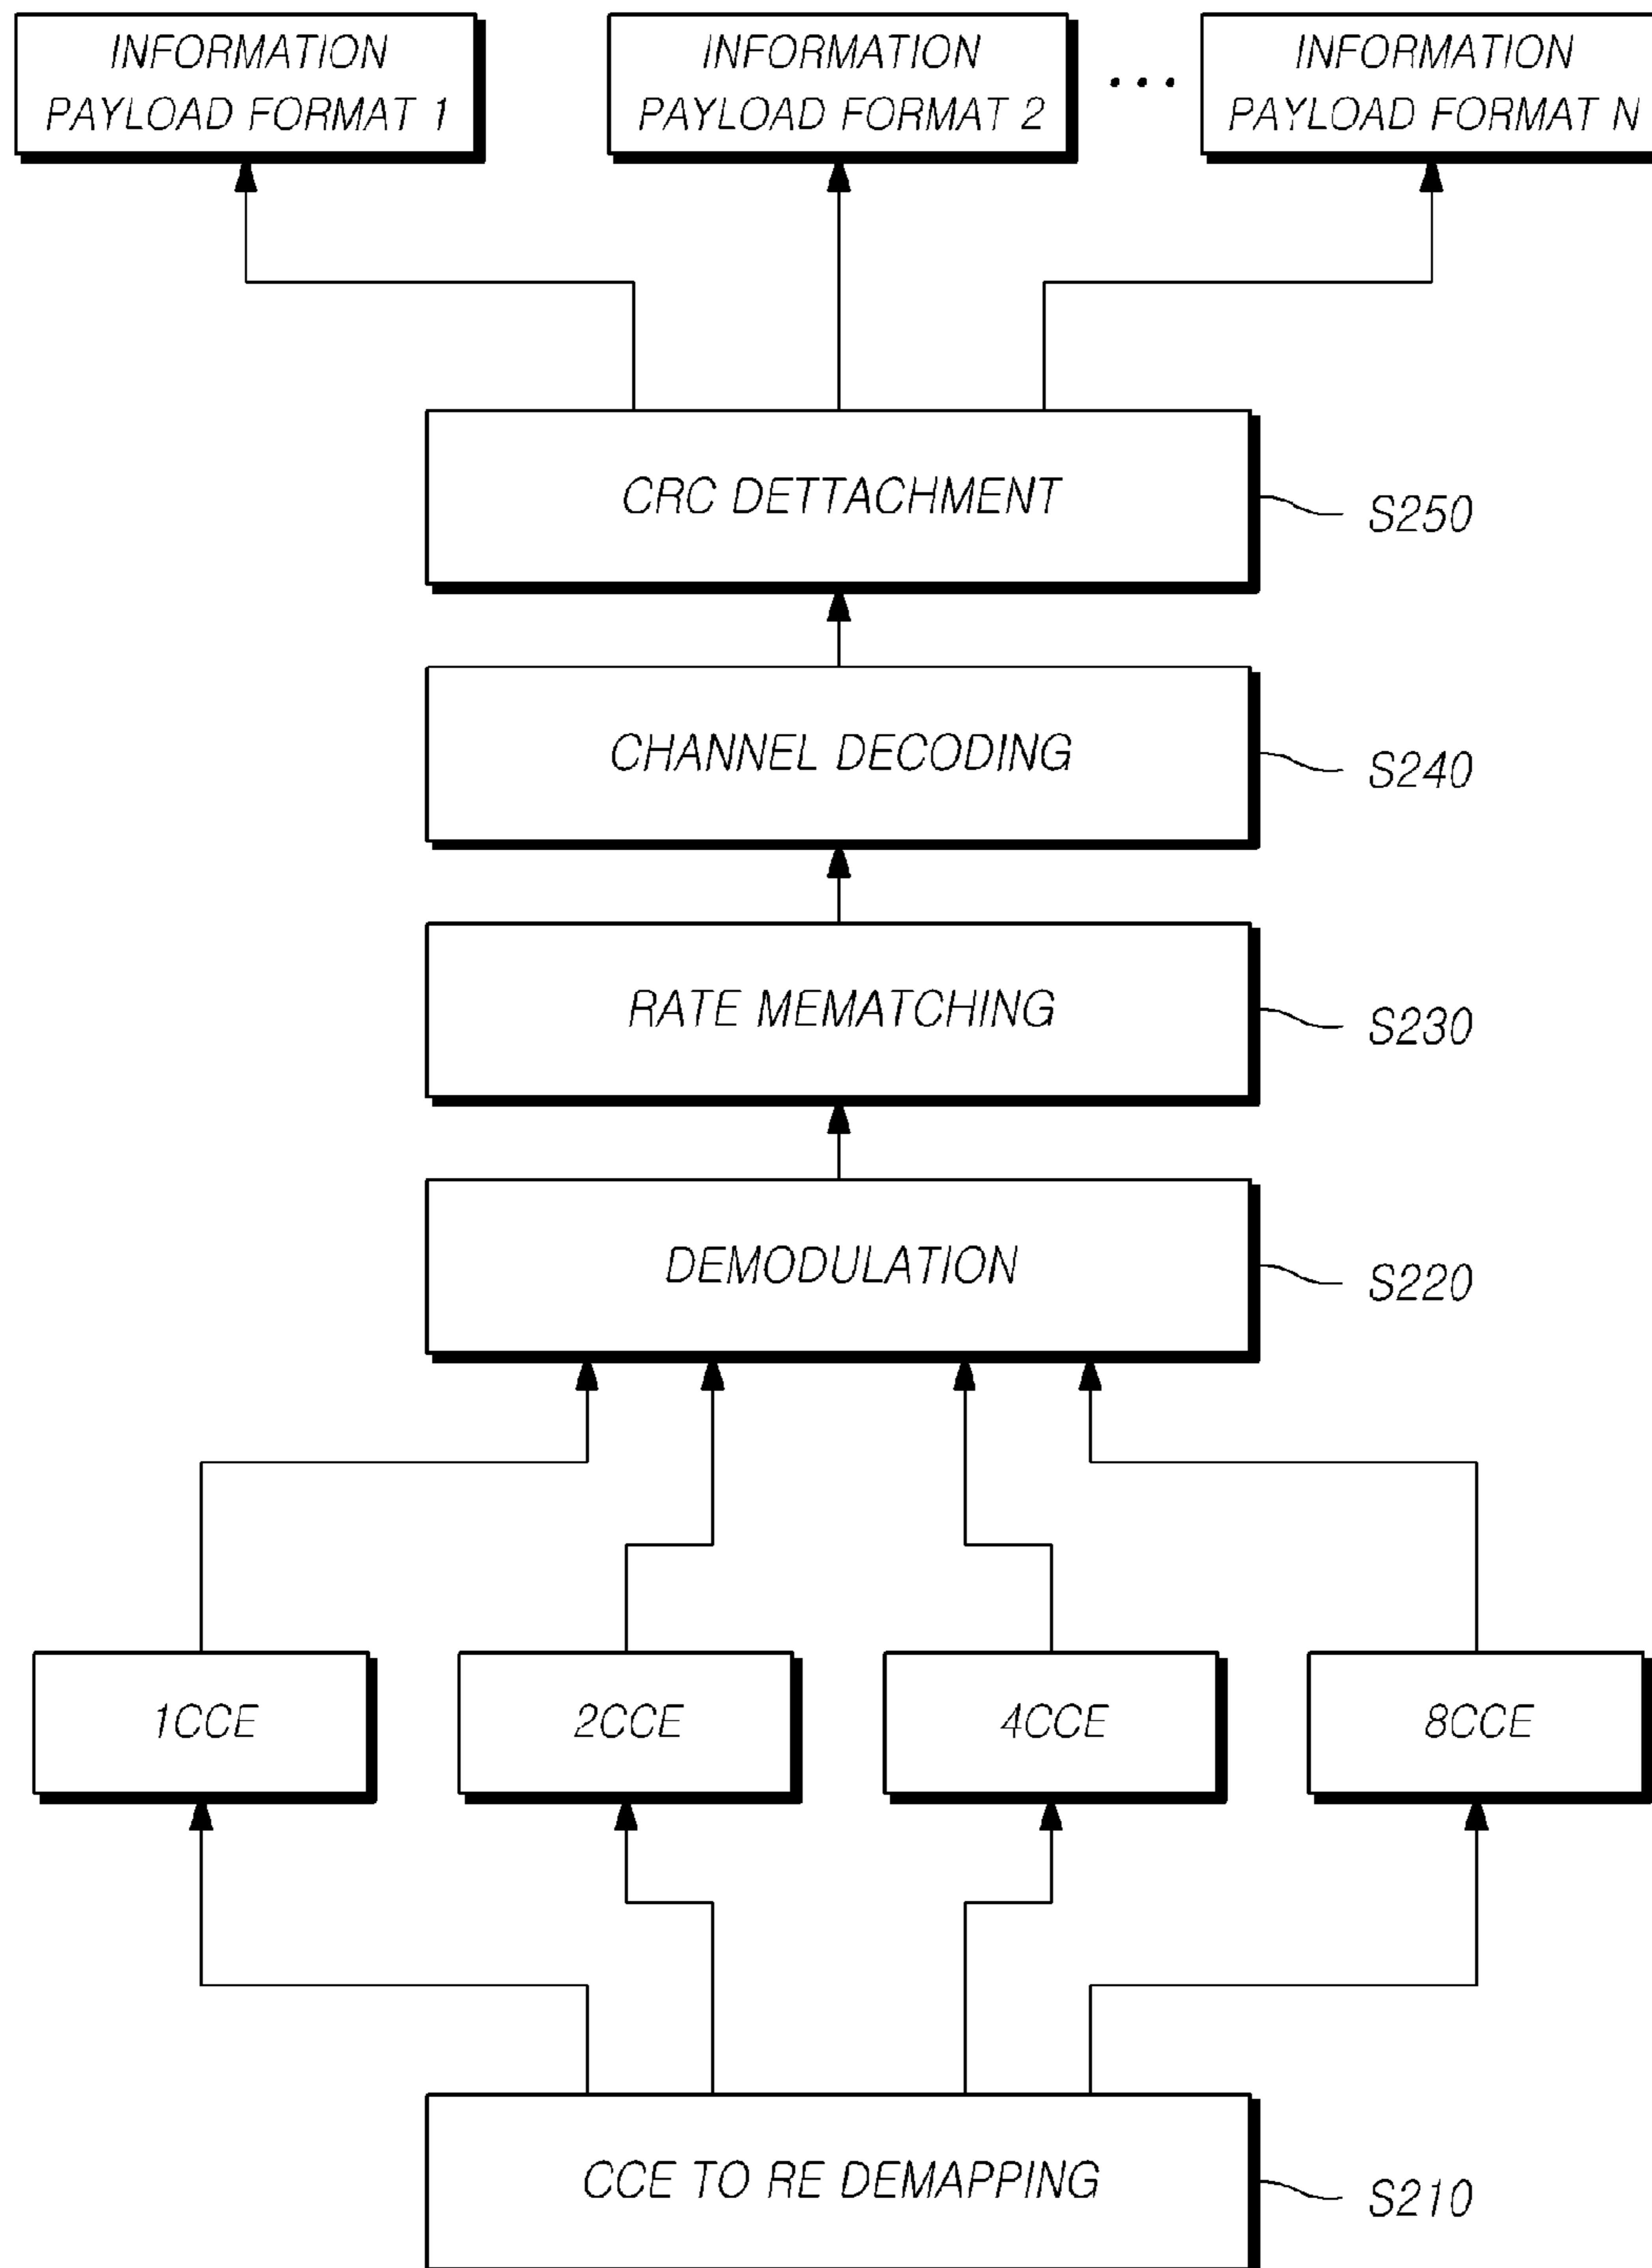 INFORMATION
PAYLOAD FORMAT 1
INFORMATION
PAYLOAD FORMAT 2
...
INFORMATION
PAYLOAD FORMAT N
CRC DETTACHMENT
S250
CHANNEL DECODING
S240
RATE MEMATCHING
S230
DEMODULATION
S220
1CCE
2CCE
4CCE
8CCE
CCE TO RE DEMAPPING
S210